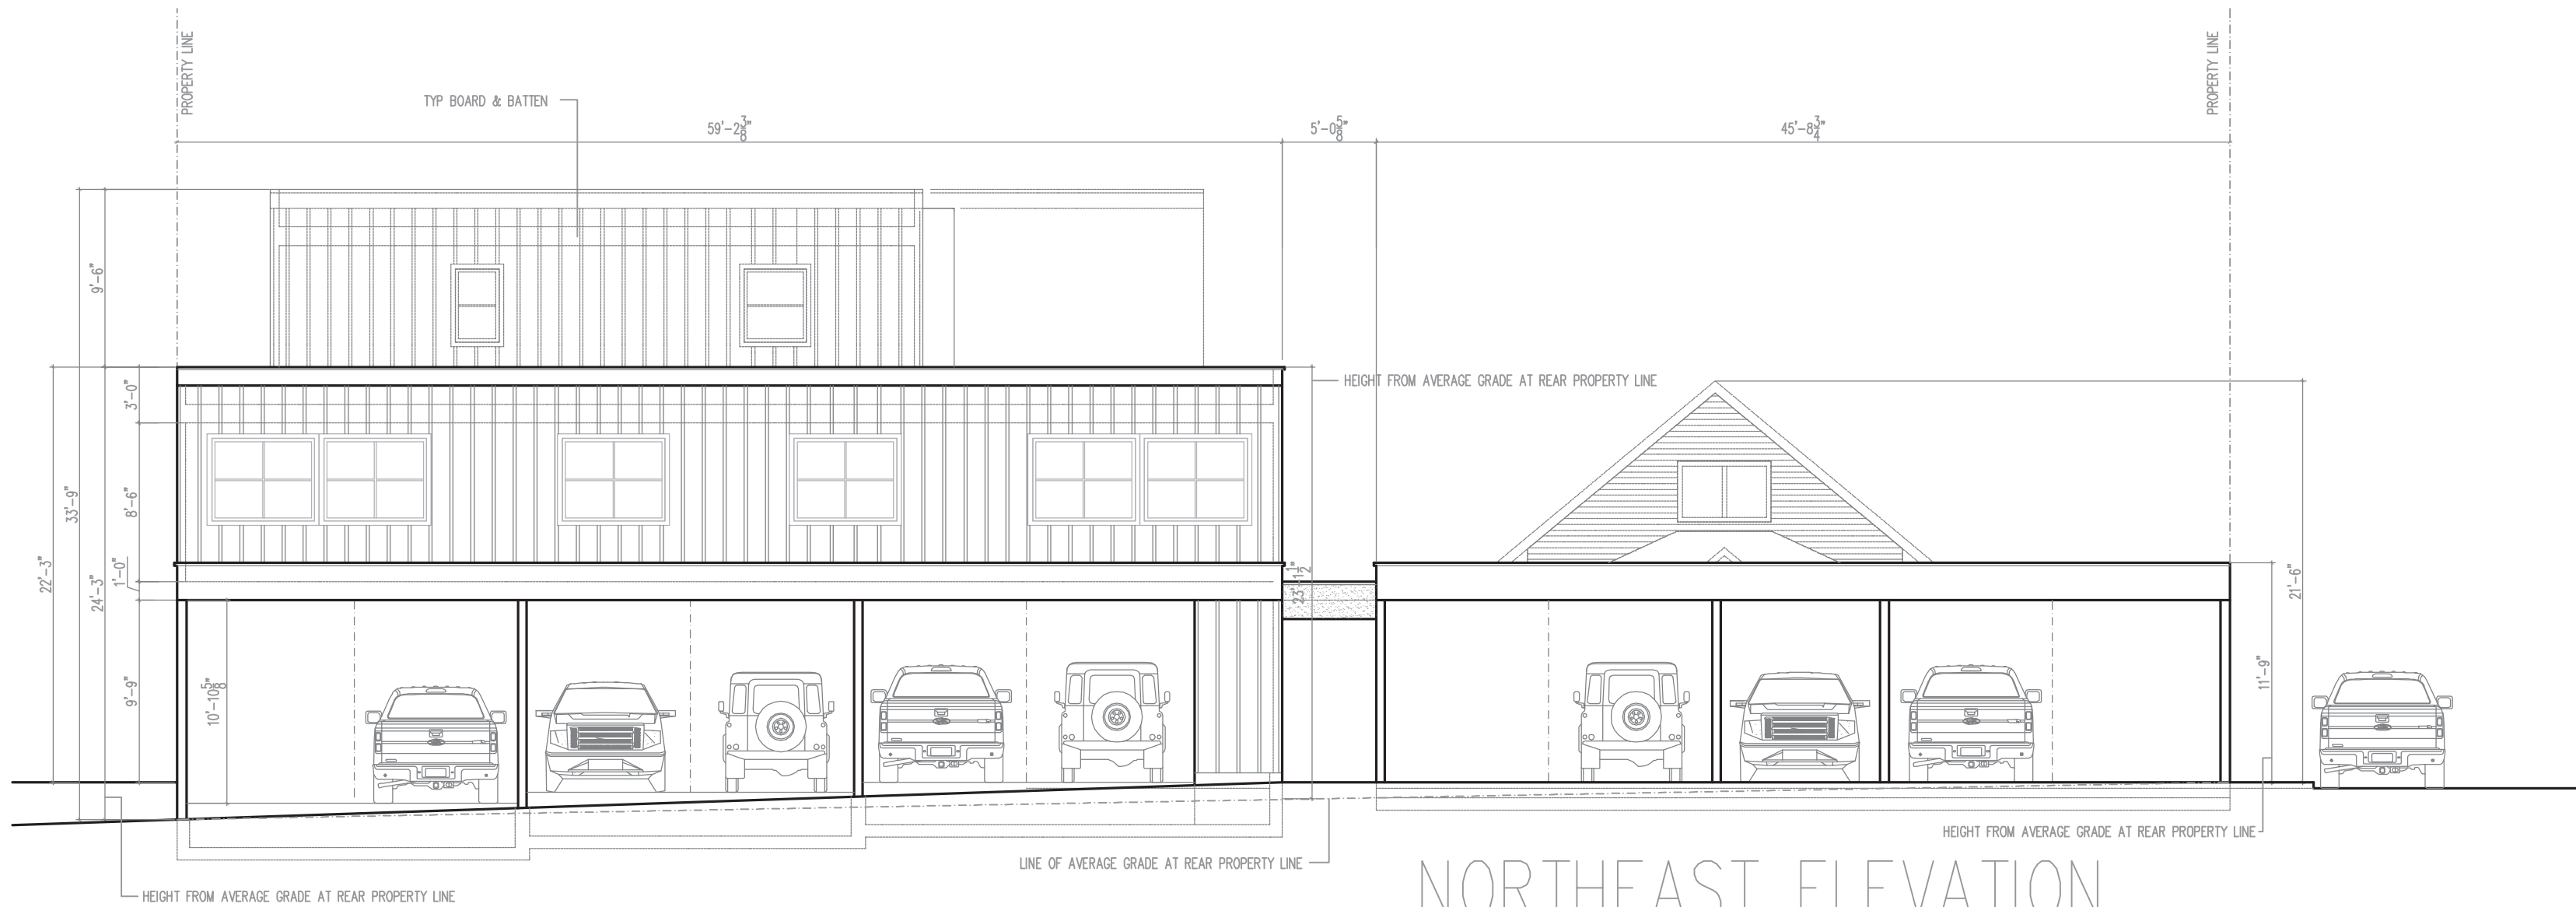 PROPERTY LINE
PROPERTY LINE
TYP BOARD & BATTEN
59'-2 3/8"
5'-0 5/8"
45'-8 3/4"
9'-6"
33'-9"
22'-3"
24'-3"
3'-0"
8'-6"
1'-0"
9'-9"
10'-10 5/8"
HEIGHT FROM AVERAGE GRADE AT REAR PROPERTY LINE
23'-1 1/2"
21'-6"
11'-9"
HEIGHT FROM AVERAGE GRADE AT REAR PROPERTY LINE
LINE OF AVERAGE GRADE AT REAR PROPERTY LINE
HEIGHT FROM AVERAGE GRADE AT REAR PROPERTY LINE
NORTHEAST ELEVATION